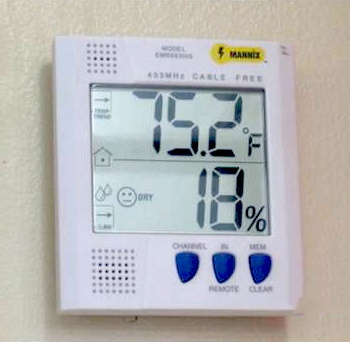 MODEL
MANNIX
433MHz CABLE FREE
75.2°F
TEMP
TREND
18%
DRY
CHANNEL IN MEM
REMOTE CLEAR